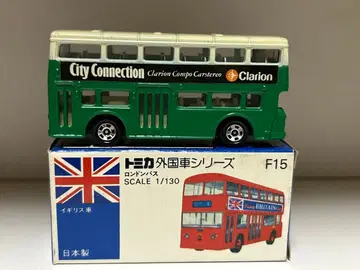 City Connection Clarion Compo Carstereo Clarion
トミカ 外国車シリーズ F15
ロンドンバス
SCALE 1/130
イギリス車
日本製
BRITAIN